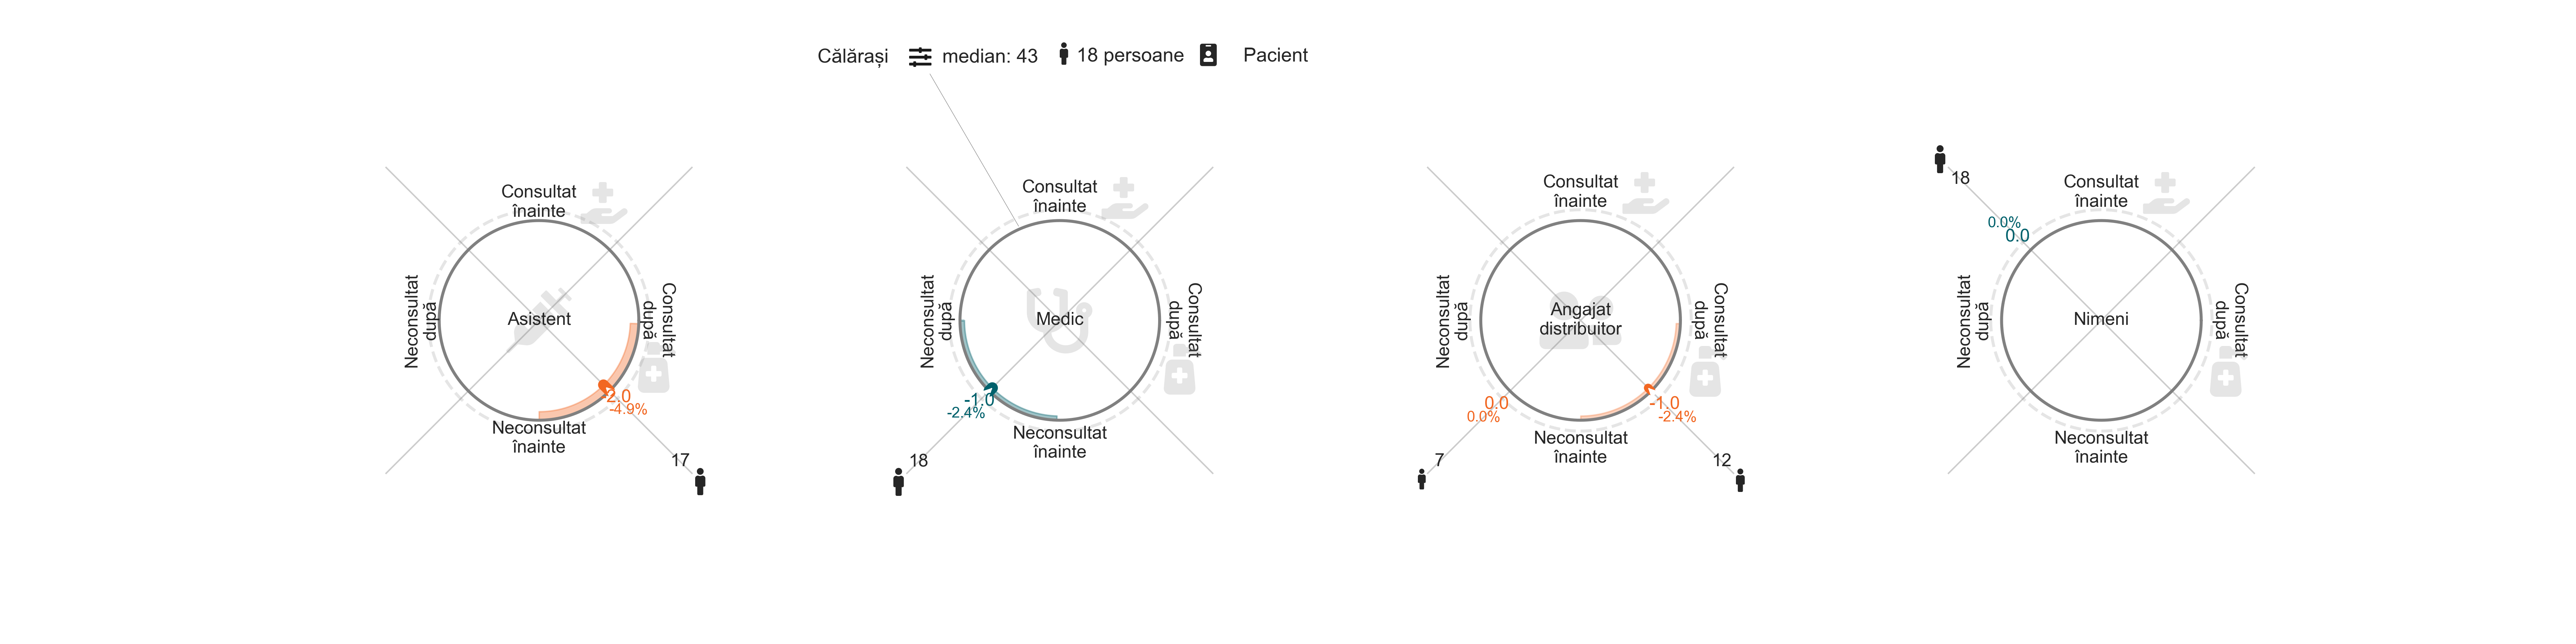 Călărași median: 43 18 persoane Pacient
Consultat
înainte
Neconsultat
după
Asistent
Consultat
după
-2.0
-4.9%
Neconsultat
înainte
17
Consultat
înainte
Neconsultat
după
Medic
Consultat
după
-1.0
-2.4%
Neconsultat
înainte
18
Consultat
înainte
Neconsultat
după
Angajat
distribuitor
Consultat
după
0.0
0.0%
-1.0
-2.4%
Neconsultat
înainte
7
12
18
0.0%
0.0
Consultat
înainte
Neconsultat
după
Nimeni
Consultat
după
Neconsultat
înainte